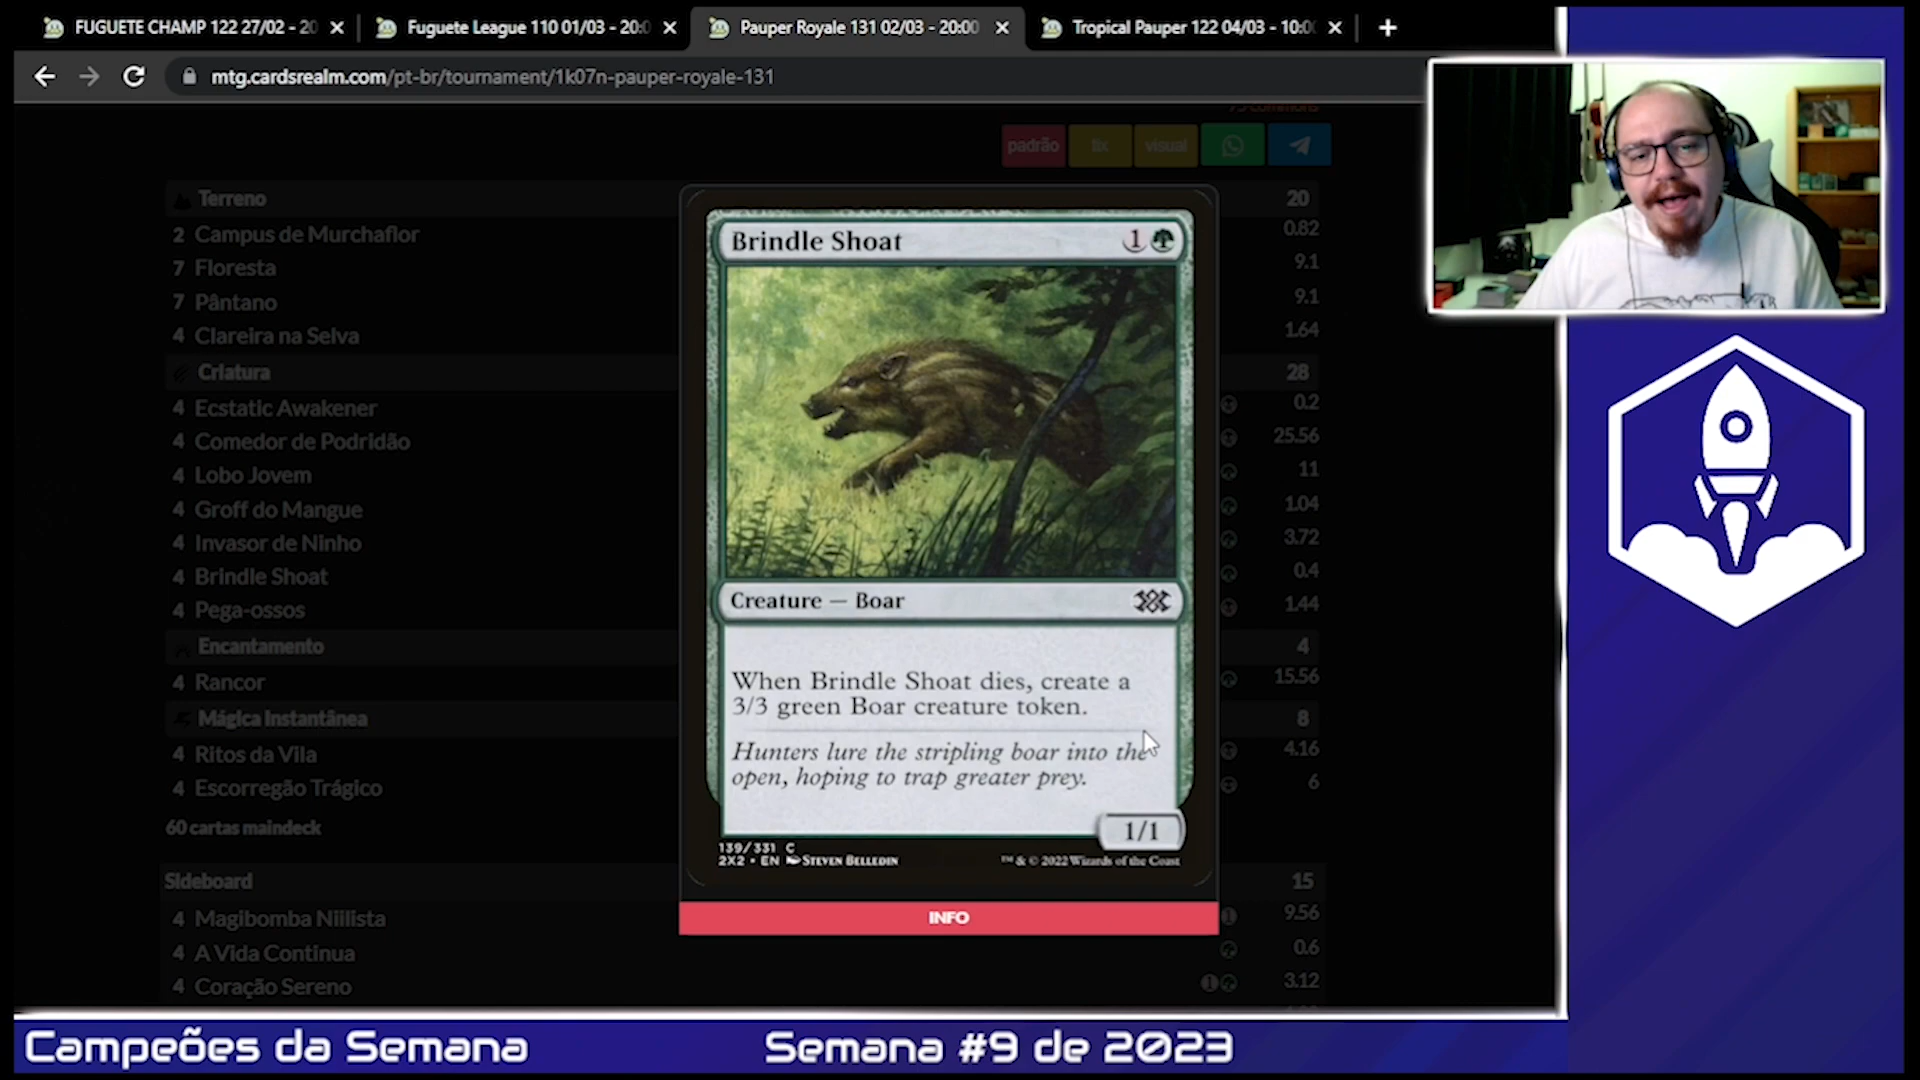 FUGUETE CHAMP 122 27/02 - 20
Fuguete League 110 01/03 - 20:0
Pauper Royale 131 02/03 - 20:00
Tropical Pauper 122 04/03 - 10:0
mtg.cardsrealm.com/pt-br/tournament/1k07n-pauper-royale-131
padrão
fix
visual
Terreno 20
2 Campus de Murchaflor 0.82
7 Floresta 9.1
7 Pântano 9.1
4 Clareira na Selva 1.64
Criatura 28
4 Ecstatic Awakener 0.2
4 Comedor de Podridão 25.56
4 Lobo Jovem 11
4 Groff do Mangue 1.04
4 Invasor de Ninho 3.72
4 Brindle Shoat 0.4
4 Pega-ossos 1.44
Encantamento 4
4 Rancor 15.56
Mágica Instantânea 8
4 Ritos da Vila 4.16
4 Escorregão Trágico 6
60 cartas maindeck
Sideboard 15
4 Magibomba Niilista 9.56
4 A Vida Continua 0.6
4 Coração Sereno 3.12
Brindle Shoat 1
Creature — Boar
When Brindle Shoat dies, create a
3/3 green Boar creature token.
Hunters lure the stripling boar into the
open, hoping to trap greater prey.
1/1
139/331 C
2X2 • EN STEVEN BELLEDIN
™ & © 2022 Wizards of the Coast
INFO
Campeões da Semana
Semana #9 de 2023